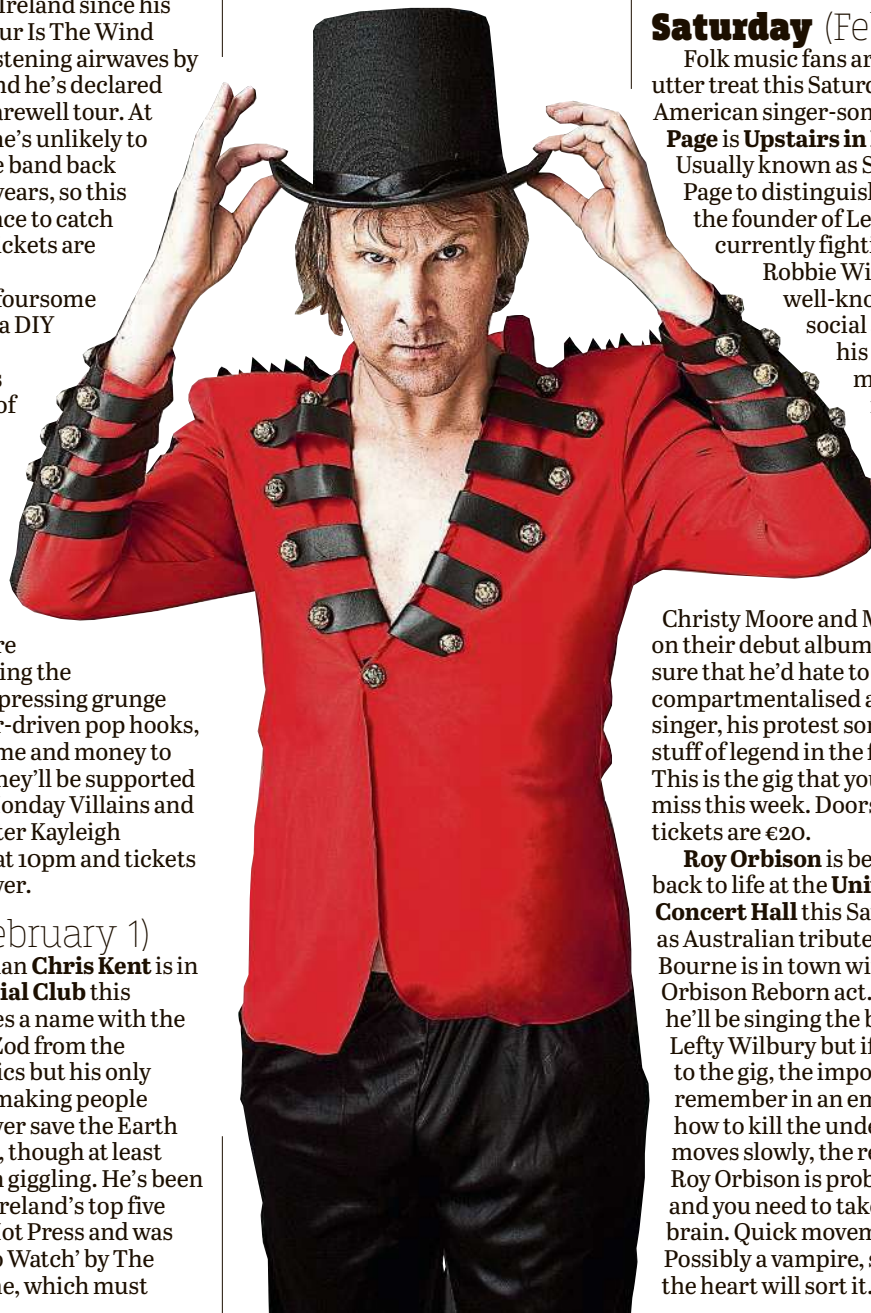 Ireland since his
ur Is The Wind
stening airwaves by
nd he's declared
arewell tour. At
he's unlikely to
e band back
years, so this
nce to catch
ickets are
foursome
a DIY
s
of
re
ing the
pressing grunge
r-driven pop hooks,
me and money to
hey'll be supported
onday Villains and
ter Kayleigh
at 10pm and tickets
ver.
ebruary 1)
an Chris Kent is in
ial Club this
es a name with the
Zod from the
ics but his only
making people
ver save the Earth
, though at least
n giggling. He's been
reland's top five
Hot Press and was
o Watch' by The
ne, which must
Saturday (Fe
Folk music fans ar
utter treat this Saturd
American singer-son
Page is Upstairs in
Usually known as S
Page to distinguish
the founder of Le
currently fighti
Robbie Wi
well-kno
social
his
m
Christy Moore and M
on their debut album
sure that he'd hate to
compartmentalised a
singer, his protest son
stuff of legend in the f
This is the gig that you
miss this week. Doors
tickets are €20.
Roy Orbison is be
back to life at the Uni
Concert Hall this Sa
as Australian tribute
Bourne is in town wi
Orbison Reborn act.
he'll be singing the b
Lefty Wilbury but if
to the gig, the impo
remember in an em
how to kill the unde
moves slowly, the re
Roy Orbison is prob
and you need to take
brain. Quick movem
Possibly a vampire, s
the heart will sort it.